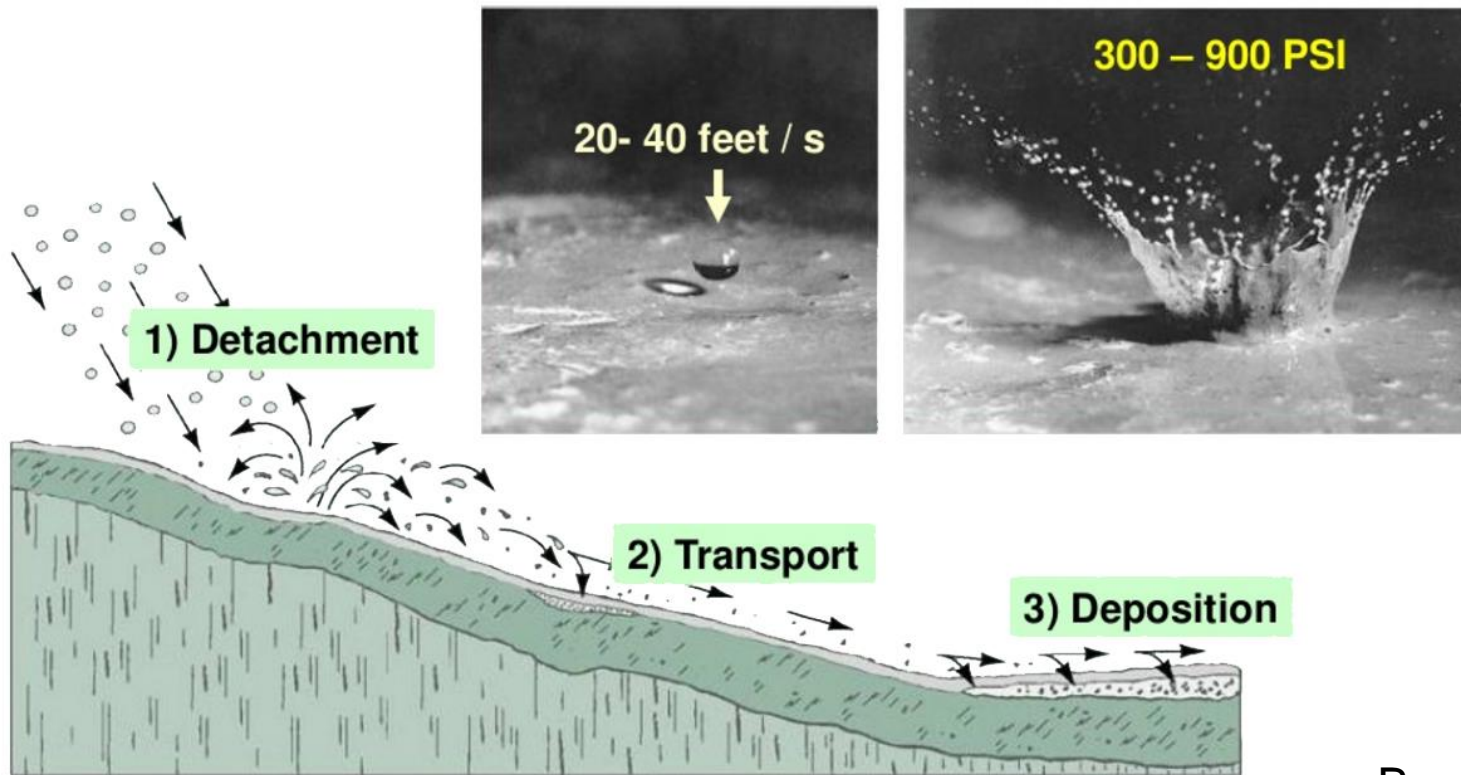 300 – 900 PSI
20- 40 feet / s
1) Detachment
2) Transport
3) Deposition